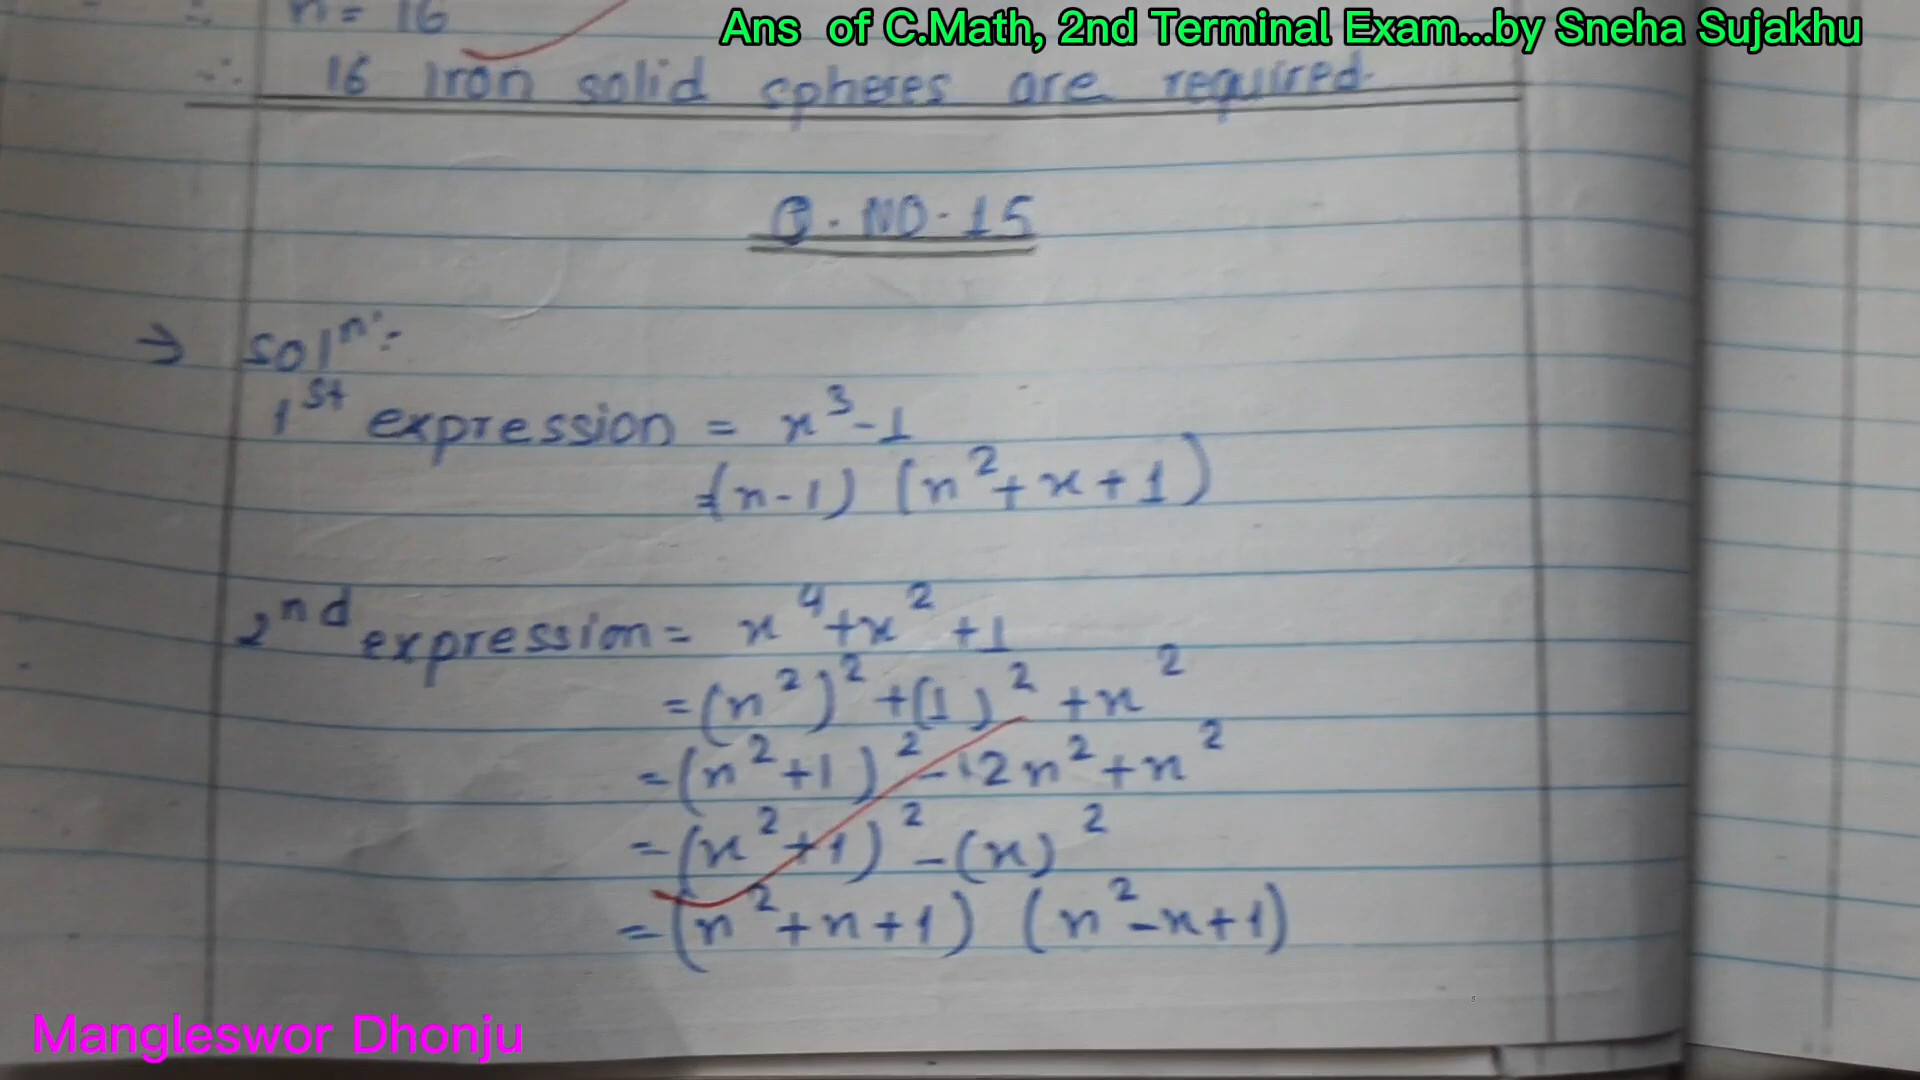 ∴ n = 16
Ans of C.Math, 2nd Terminal Exam...by Sneha Sujakhu
∴ 16 Iron solid spheres are required.
Q.NO.15
→ Solⁿ:-
1st expression = x³-1
=(x-1) (x²+x+1)
2nd expression = x⁴+x²+1
=(x²)²+(1)²+x²
=(x²+1)²-2x²+x²
=(x²+1)²-(x)²
=(x²+x+1) (x²-x+1)
Mangleswor Dhonju